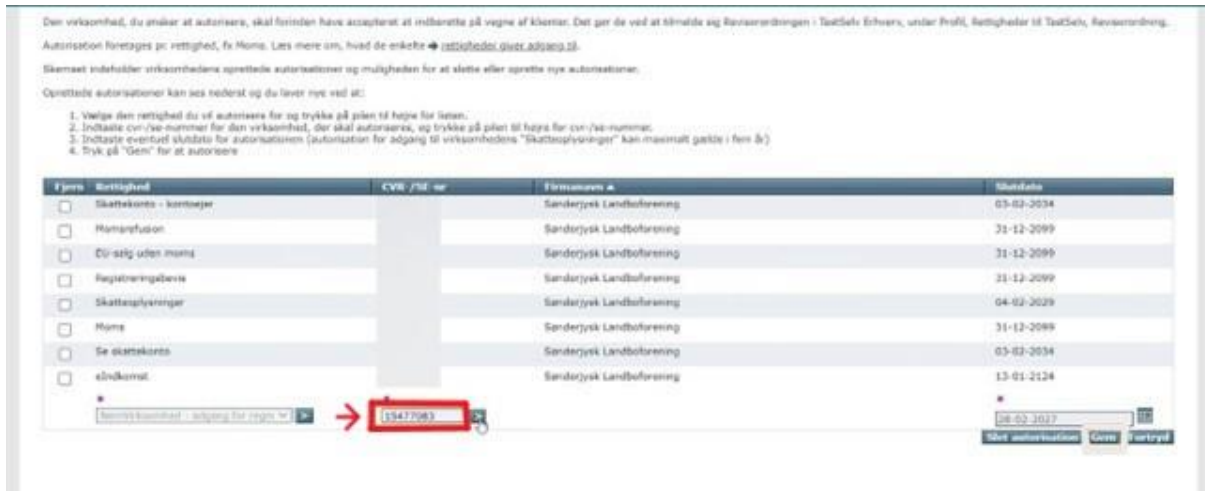 Den virksomhed, du ønsker at autorisere, skal forinden have accepteret at indberette på vegne af klienter. Det gør de ved at tilmelde sig Revisorordningen i TastSelv Erhverv, under Profil, Rettigheder til TastSelv, Revisorordning.
Autorisation foretages pr. rettighed, fx Moms. Læs mere om, hvad de enkelte rettigheder giver adgang til.
Skemaet indeholder virksomhedens oprettede autorisationer og muligheden for at slette eller oprette nye autorisationer.
Oprettede autorisationer kan ses nederst og du laver nye ved at:
1. Vælge den rettighed du vil autorisere for og trykke på pilen til højre for listen.
2. Indtaste cvr-/se-nummer for den virksomhed, der skal autoriseres, og trykke på pilen til højre for cvr-/se-nummer.
3. Indtaste eventuel slutdato for autorisationen (autorisation for adgang til virksomhedens "Skatteoplysninger" kan maximalt gælde i fem år)
4. Tryk på "Gem" for at autorisere
Fjern Rettighed CVR-/SE-nr Firmanavn Slutdato
Skattekonto - kontoejer Sønderjysk Landboforening 03-02-2034
Momsrefusion Sønderjysk Landboforening 31-12-2099
EU-salg uden moms Sønderjysk Landboforening 31-12-2099
Registreringsbevis Sønderjysk Landboforening 31-12-2099
Skatteoplysninger Sønderjysk Landboforening 04-02-2029
Moms Sønderjysk Landboforening 31-12-2099
Se skattekonto Sønderjysk Landboforening 03-02-2034
eIndkomst Sønderjysk Landboforening 13-01-2124
- adgang for 15477083 28-02-2027
Slet autorisation Gem Fortryd